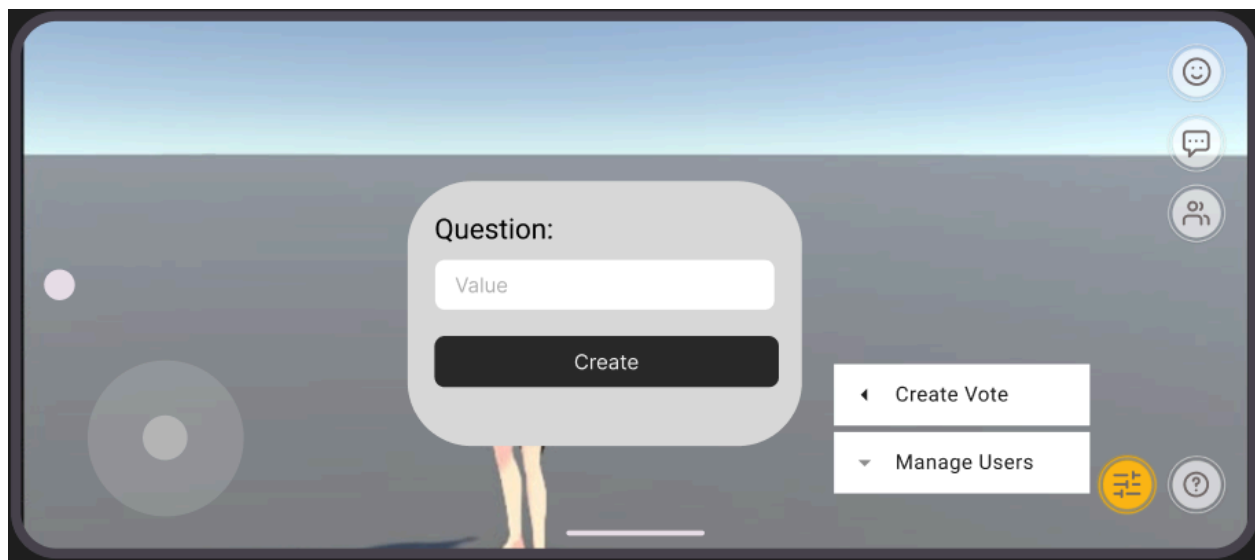 Question:
Value
Create
Create Vote
Manage Users